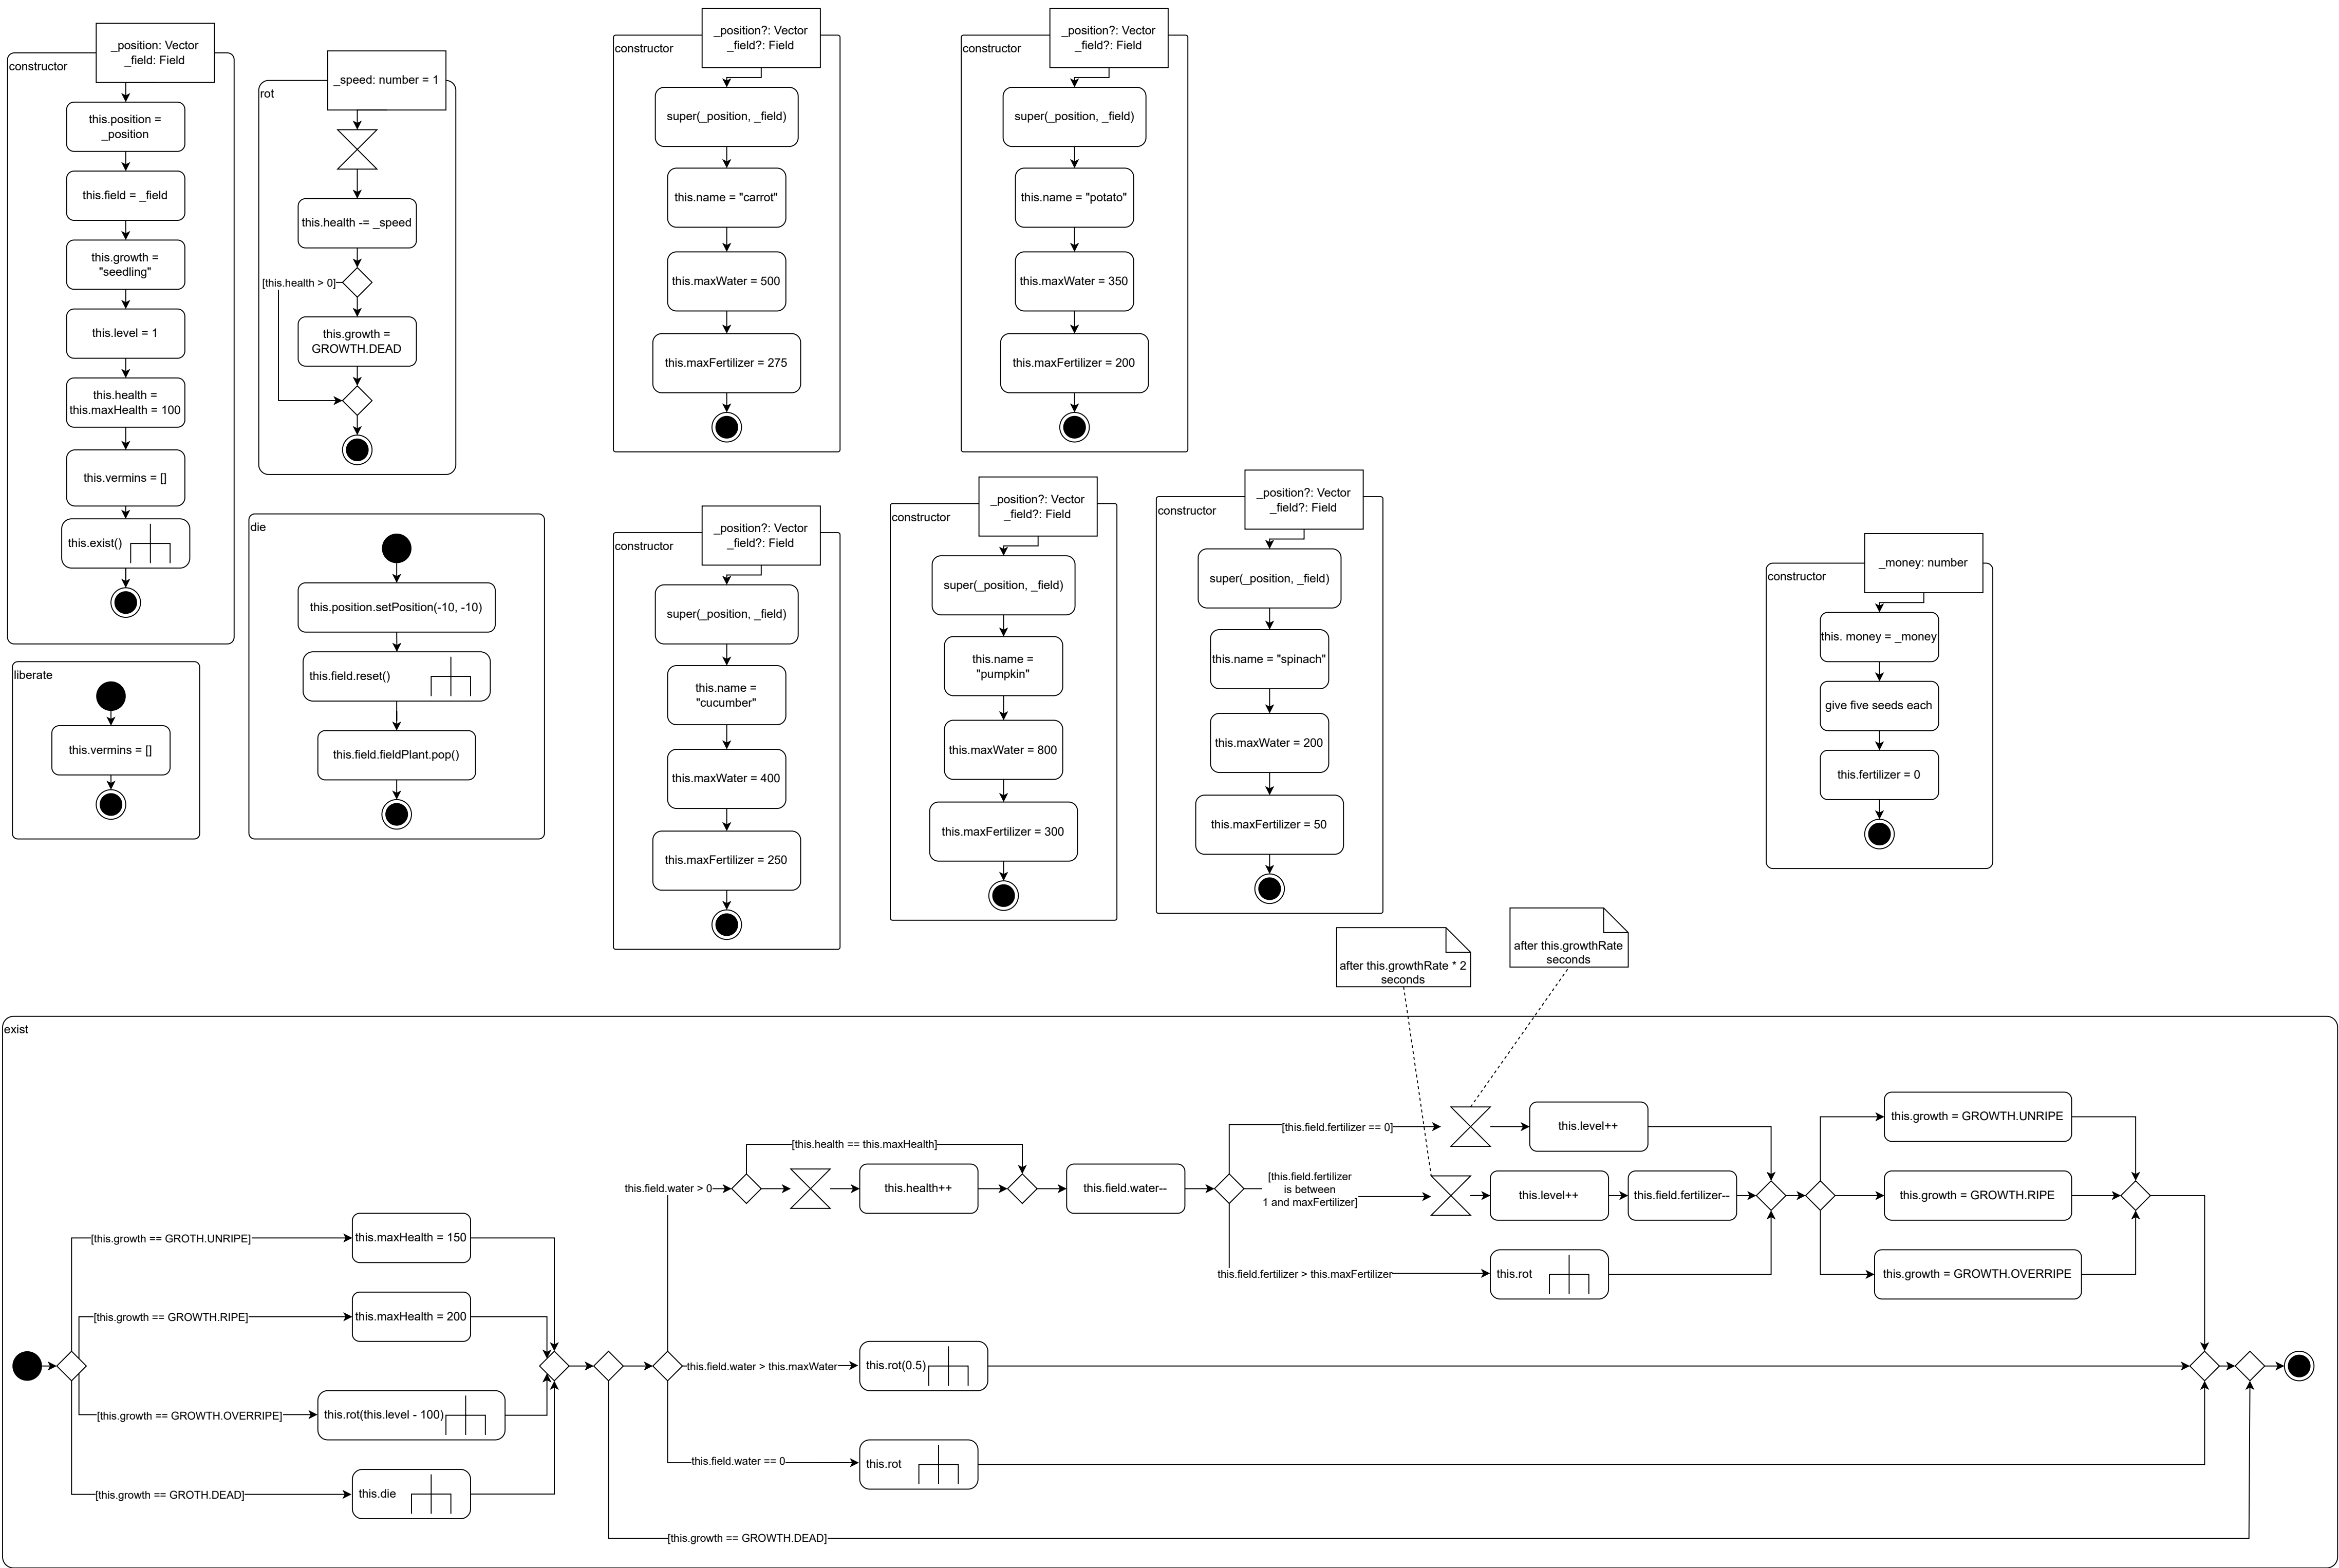 _position: Vector
_field: Field
constructor
this.position =
_position
this.field = _field
this.growth =
"seedling"
this.level = 1
this.health =
this.maxHealth = 100
this.vermins = []
this.exist()
_speed: number = 1
rot
this.health -= _speed
[this.health > 0]
this.growth =
GROWTH.DEAD
_position?: Vector
_field?: Field
constructor
super(_position, _field)
this.name = "carrot"
this.maxWater = 500
this.maxFertilizer = 275
_position?: Vector
_field?: Field
constructor
super(_position, _field)
this.name = "potato"
this.maxWater = 350
this.maxFertilizer = 200
liberate
this.vermins = []
die
this.position.setPosition(-10, -10)
this.field.reset()
this.field.fieldPlant.pop()
_position?: Vector
_field?: Field
constructor
super(_position, _field)
this.name =
"cucumber"
this.maxWater = 400
this.maxFertilizer = 250
_position?: Vector
_field?: Field
constructor
super(_position, _field)
this.name =
"pumpkin"
this.maxWater = 800
this.maxFertilizer = 300
_position?: Vector
_field?: Field
constructor
super(_position, _field)
this.name = "spinach"
this.maxWater = 200
this.maxFertilizer = 50
_money: number
constructor
this. money = _money
give five seeds each
this.fertilizer = 0
after this.growthRate * 2
seconds
after this.growthRate
seconds
exist
[this.growth == GROTH.UNRIPE]
this.maxHealth = 150
[this.growth == GROWTH.RIPE]
this.maxHealth = 200
[this.growth == GROWTH.OVERRIPE]
this.rot(this.level - 100)
[this.growth == GROTH.DEAD]
this.die
this.field.water > 0
[this.health == this.maxHealth]
this.health++
this.field.water--
[this.field.fertilizer == 0]
this.level++
[this.field.fertilizer
is between
1 and maxFertilizer]
this.level++
this.field.fertilizer--
this.field.fertilizer > this.maxFertilizer
this.rot
this.growth = GROWTH.UNRIPE
this.growth = GROWTH.RIPE
this.growth = GROWTH.OVERRIPE
this.field.water > this.maxWater
this.rot(0.5)
this.field.water == 0
this.rot
[this.growth == GROWTH.DEAD]